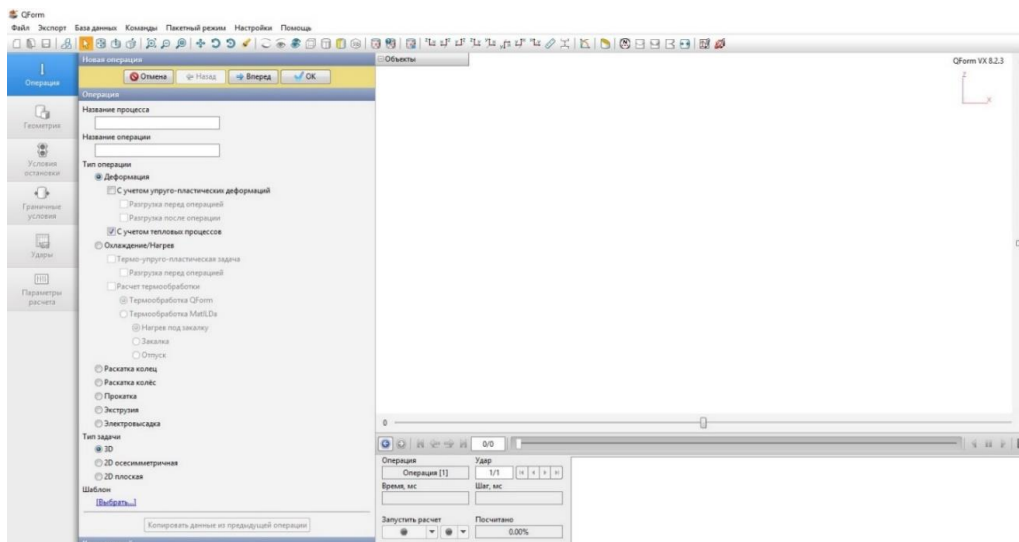 QForm
Файл Экспорт База данных Команды Пакетный режим Настройки Помощь
Новая операция
Отмена Назад Вперед OK
Операция
Операция
Геометрия
Условия остановки
Граничные условия
Удары
Параметры расчета
Название процесса
Название операции
Тип операции
Деформация
С учетом упруго-пластических деформаций
Разгрузка перед операцией
Разгрузка после операции
С учетом тепловых процессов
Охлаждение/Нагрев
Термо-упруго-пластическая задача
Разгрузка перед операцией
Расчет термообработки
Термообработка QForm
Термообработка MatILDa
Нагрев под закалку
Закалка
Отпуск
Раскатка колец
Раскатка колёс
Прокатка
Экструзия
Электровысадка
Тип задачи
3D
2D осесимметричная
2D плоская
Шаблон
[Выбрать...]
Копировать данные из предыдущей операции
Объекты
QForm VX 8.2.3
Z
X
0
0/0
Операция Удар
Операция [1] 1/1
Время, мс Шаг, мс
Запустить расчет Посчитано
0.00%